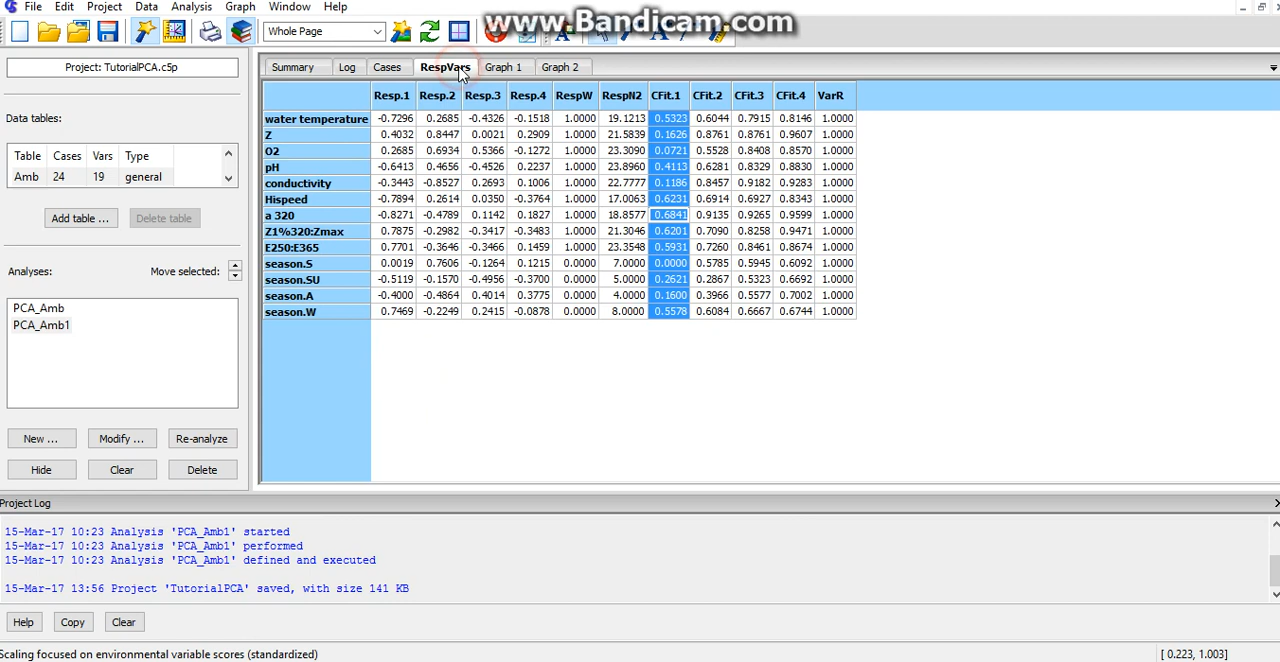 File Edit Project Data Analysis Graph Window Help
www.Bandicam.com
Whole Page
Project: TutorialPCA.c5p
Summary Log Cases RespVars Graph 1 Graph 2
Data tables:
Table Cases Vars Type
Amb 24 19 general
Add table ... Delete table
Analyses: Move selected:
PCA_Amb
PCA_Amb1
New ... Modify ... Re-analyze
Hide Clear Delete
Resp.1 Resp.2 Resp.3 Resp.4 RespW RespN2 CFit.1 CFit.2 CFit.3 CFit.4 VarR
water temperature -0.7296 0.2685 -0.4326 -0.1518 1.0000 19.1213 0.5323 0.6044 0.7915 0.8146 1.0000
Z 0.4032 0.8447 0.0021 0.2909 1.0000 21.5839 0.1626 0.8761 0.8761 0.9607 1.0000
O2 0.2685 0.6934 0.5366 -0.1272 1.0000 23.3090 0.0721 0.5528 0.8408 0.8570 1.0000
pH -0.6413 0.4656 -0.4526 0.2237 1.0000 23.8960 0.4113 0.6281 0.8329 0.8830 1.0000
conductivity -0.3443 -0.8527 0.2693 0.1006 1.0000 22.7777 0.1186 0.8457 0.9182 0.9283 1.0000
Hispeed -0.7894 0.2614 0.0350 -0.3764 1.0000 17.0063 0.6231 0.6914 0.6927 0.8343 1.0000
a 320 -0.8271 -0.4789 0.1142 0.1827 1.0000 18.8577 0.6841 0.9135 0.9265 0.9599 1.0000
Z1%320:Zmax 0.7875 -0.2982 -0.3417 -0.3483 1.0000 21.3046 0.6201 0.7090 0.8258 0.9471 1.0000
E250:E365 0.7701 -0.3646 -0.3466 0.1459 1.0000 23.3548 0.5931 0.7260 0.8461 0.8674 1.0000
season.S 0.0019 0.7606 -0.1264 0.1215 0.0000 7.0000 0.0000 0.5785 0.5945 0.6092 1.0000
season.SU -0.5119 -0.1570 -0.4956 -0.3700 0.0000 5.0000 0.2621 0.2867 0.5323 0.6692 1.0000
season.A -0.4000 -0.4864 0.4014 0.3775 0.0000 4.0000 0.1600 0.3966 0.5577 0.7002 1.0000
season.W 0.7469 -0.2249 0.2415 -0.0878 0.0000 8.0000 0.5578 0.6084 0.6667 0.6744 1.0000
Project Log
15-Mar-17 10:23 Analysis 'PCA_Amb1' started
15-Mar-17 10:23 Analysis 'PCA_Amb1' performed
15-Mar-17 10:23 Analysis 'PCA_Amb1' defined and executed
15-Mar-17 13:56 Project 'TutorialPCA' saved, with size 141 KB
Help Copy Clear
Scaling focused on environmental variable scores (standardized) [ 0.223, 1.003]